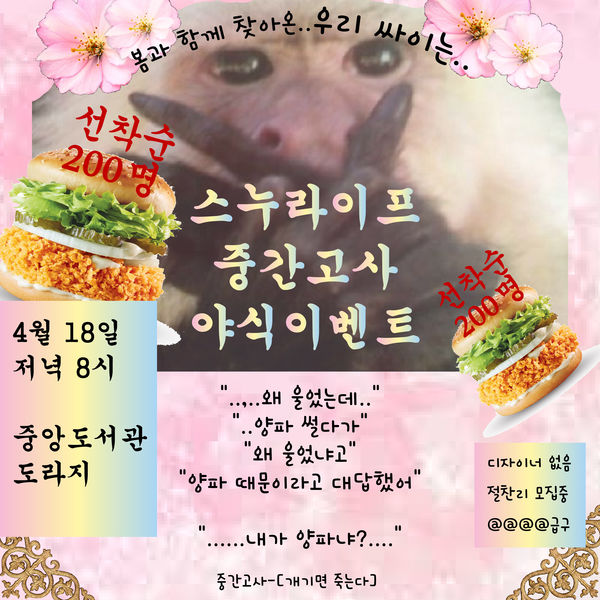 봄과 함께 찾아온..우리 싸이는..
선착순
200명
스누라이프
중간고사
야식이벤트
선착순
200명
4월 18일
저녁 8시
중앙도서관
도라지
"..,..왜 울었는데.."
"..양파 썰다가"
"왜 울었냐고"
"양파 때문이라고 대답했어"
"......내가 양파냐?...."
중간고사-[개기면 죽는다]
디자이너 없음
절찬리 모집중
@@@@급구